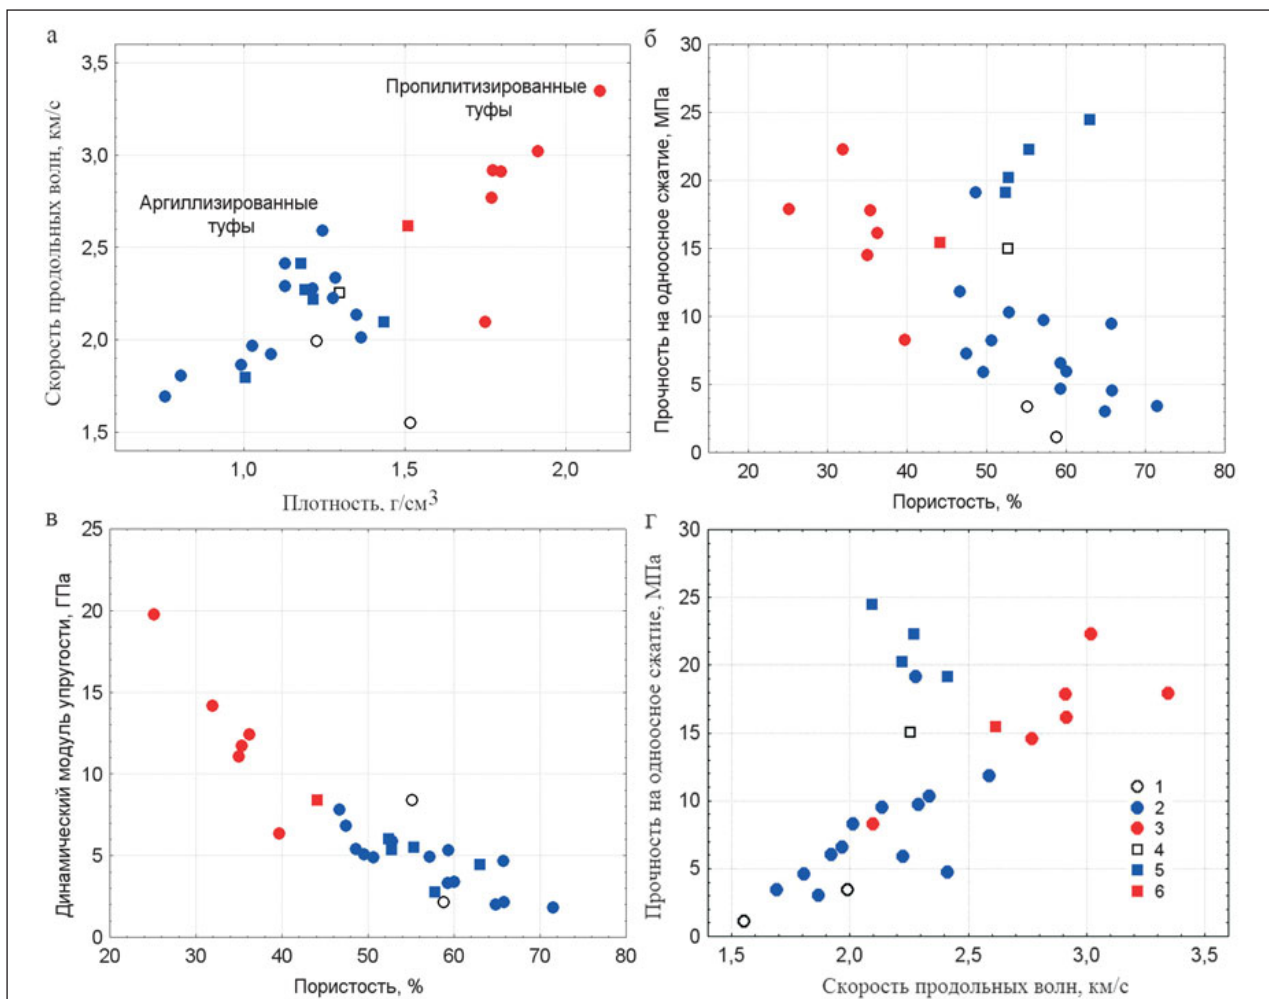 а
Скорость продольных волн, км/с
3,5
3,0
2,5
2,0
1,5
Пропилитизированные
туфы
Аргиллизированные
туфы
1,0 1,5 2,0
Плотность, г/см3
б
Прочность на одноосное сжатие, МПа
30
25
20
15
10
5
0
20 30 40 50 60 70 80
Пористость, %
в
Динамический модуль упругости, ГПа
25
20
15
10
5
0
20 30 40 50 60 70 80
Пористость, %
г
Прочность на одноосное сжатие, МПа
30
25
20
15
10
5
0
1
2
3
4
5
6
1,5 2,0 2,5 3,0 3,5
Скорость продольных волн, км/с